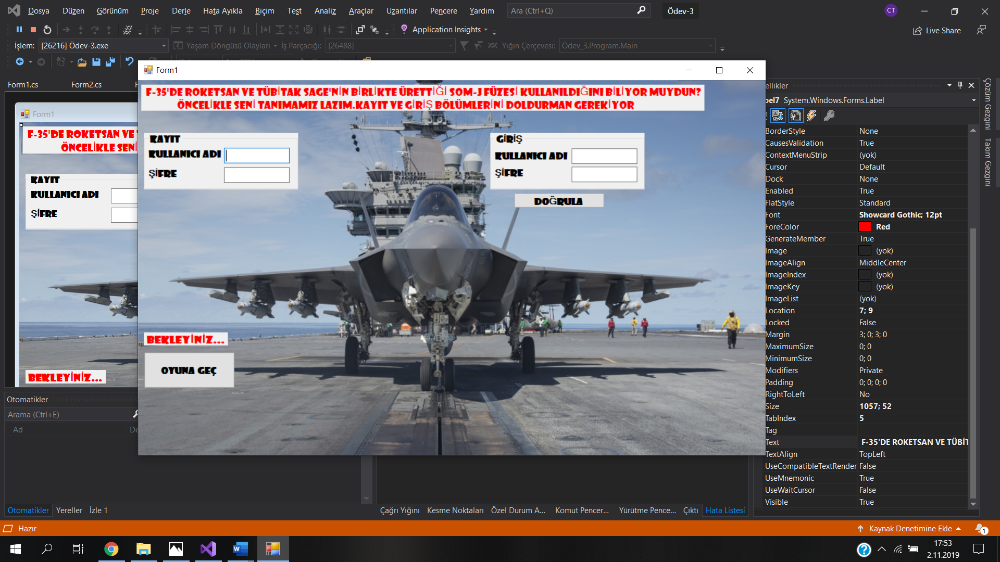 Dosya Düzen Görünüm Proje Derle Hata Ayıkla Biçim Test Analiz Araçlar Uzantılar Pencere Yardım Ara (Ctrl+Q) Ödev-3 CT
Application Insights Live Share
İşlem: [26216] Ödev-3.exe Yaşam Döngüsü Olayları İş Parçacığı: [26488] Yığın Çerçevesi: Ödev_3.Program.Main
Form1.cs Form2.cs
Form1
F-35'DE ROKETSAN VE T
ÖNCELİKLE SENİ
KAYIT
KULLANICI ADI
ŞİFRE
BEKLEYİNİZ...
Form1
F-35'DE ROKETSAN VE TÜBİTAK SAGE'NİN BİRLİKTE ÜRETTİĞİ SOM-J FÜZESİ KULLANILDIĞINI BİLİYOR MUYDUN?
ÖNCELİKLE SENİ TANIMAMIZ LAZIM.KAYIT VE GİRİŞ BÖLÜMLERİNİ DOLDURMAN GEREKİYOR
KAYIT
KULLANICI ADI
ŞİFRE
GİRİŞ
KULLANICI ADI
ŞİFRE
DOĞRULA
BEKLEYİNİZ...
OYUNA GEÇ
ellikler
bel7 System.Windows.Forms.Label
BorderStyle None
CausesValidation True
ContextMenuStrip (yok)
Cursor Default
Dock None
Enabled True
FlatStyle Standard
Font Showcard Gothic; 12pt
ForeColor Red
GenerateMember True
Image (yok)
ImageAlign MiddleCenter
ImageIndex (yok)
ImageKey (yok)
ImageList (yok)
Location 7; 9
Locked False
Margin 3; 0; 3; 0
MaximumSize 0; 0
MinimumSize 0; 0
Modifiers Private
Padding 0; 0; 0; 0
RightToLeft No
Size 1057; 52
TabIndex 5
Tag
Text F-35'DE ROKETSAN VE TÜBİT
TextAlign TopLeft
UseCompatibleTextRender False
UseMnemonic True
UseWaitCursor False
Visible True
Çözüm Gezgini
Takım Gezgini
Otomatikler
Arama (Ctrl+E)
Ad De
Otomatikler Yereller İzle 1
Çağrı Yığını Kesme Noktaları Özel Durum A... Komut Pencer... Yürütme Pence... Çıktı Hata Listesi
Hazır Kaynak Denetimine Ekle 1
17:53
2.11.2019